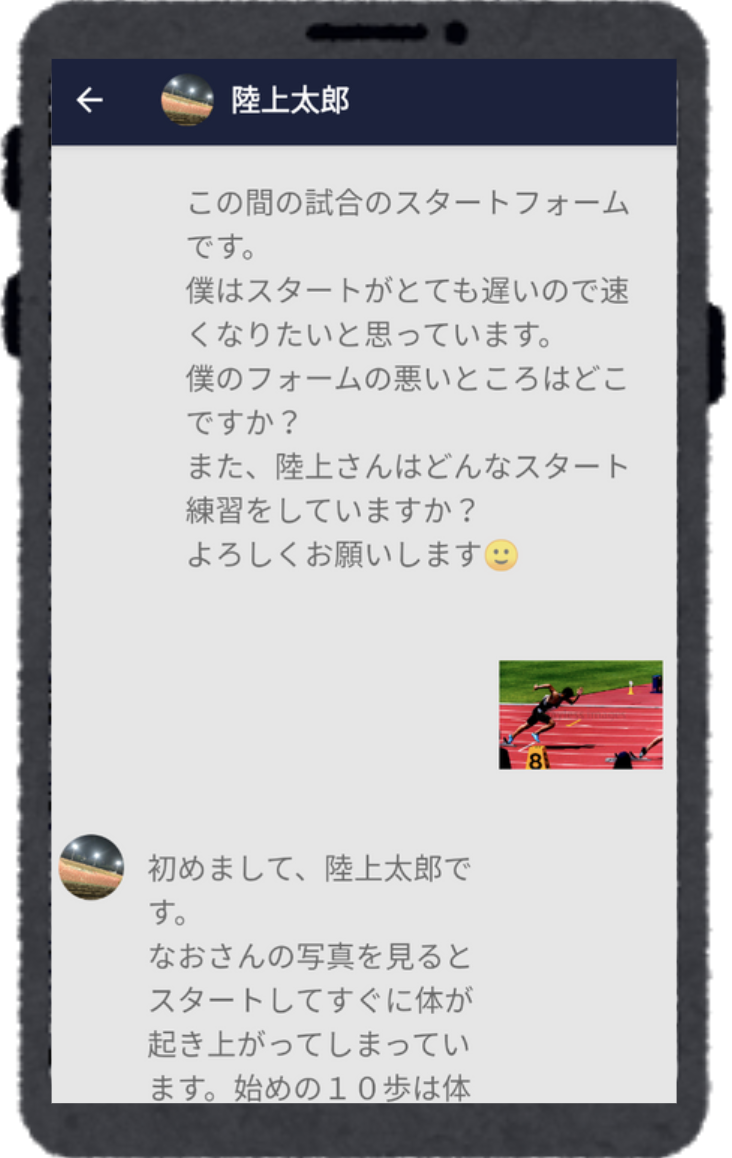 陸上太郎
この間の試合のスタートフォーム
です。
僕はスタートがとても遅いので速
くなりたいと思っています。
僕のフォームの悪いところはどこ
ですか？
また、陸上さんはどんなスタート
練習をしていますか？
よろしくお願いします🙂
8
初めまして、陸上太郎で
す。
なおさんの写真を見ると
スタートしてすぐに体が
起き上がってしまってい
ます。始めの１０歩は体